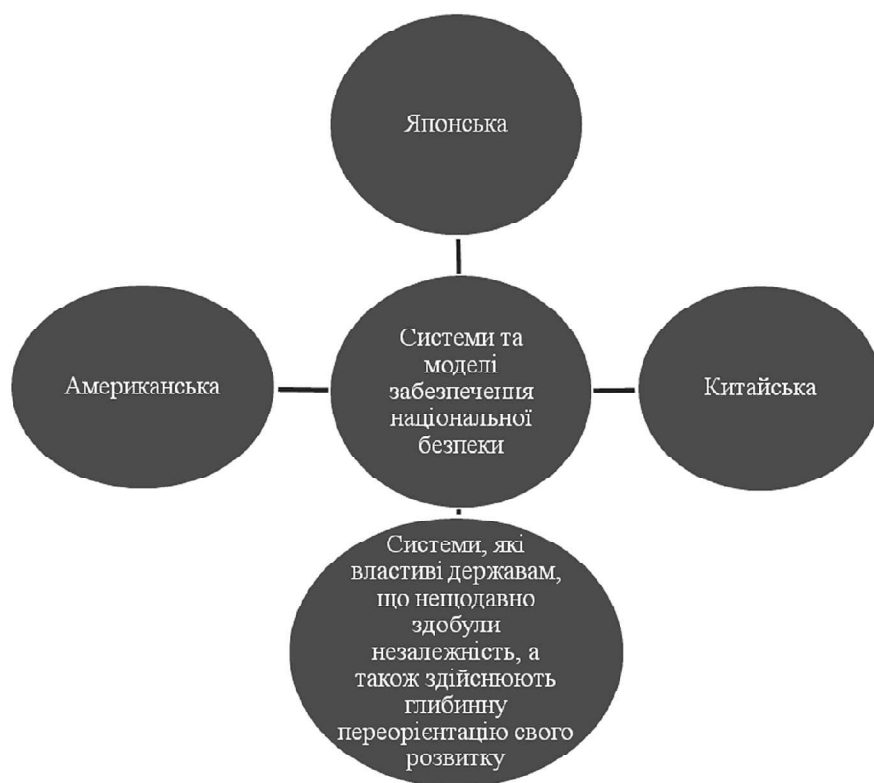 Японська
Американська
Системи та
моделі
забезпечення
національної
безпеки
Китайська
Системи, які
властиві державам,
що нещодавно
здобули
незалежність, а
також здійснюють
глибинну
переорієнтацію свого
розвитку